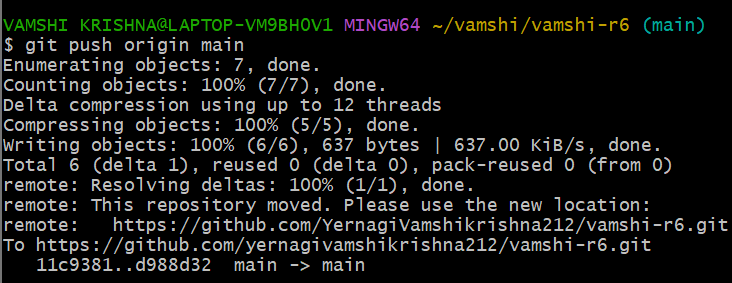 VAMSHI KRISHNA@LAPTOP-VM9BH0V1 MINGW64 ~/vamshi/vamshi-r6 (main)
$ git push origin main
Enumerating objects: 7, done.
Counting objects: 100% (7/7), done.
Delta compression using up to 12 threads
Compressing objects: 100% (5/5), done.
Writing objects: 100% (6/6), 637 bytes | 637.00 KiB/s, done.
Total 6 (delta 1), reused 0 (delta 0), pack-reused 0 (from 0)
remote: Resolving deltas: 100% (1/1), done.
remote: This repository moved. Please use the new location:
remote:   https://github.com/YernagiVamshikrishna212/vamshi-r6.git
To https://github.com/yernagivamshikrishna212/vamshi-r6.git
   11c9381..d988d32  main -> main